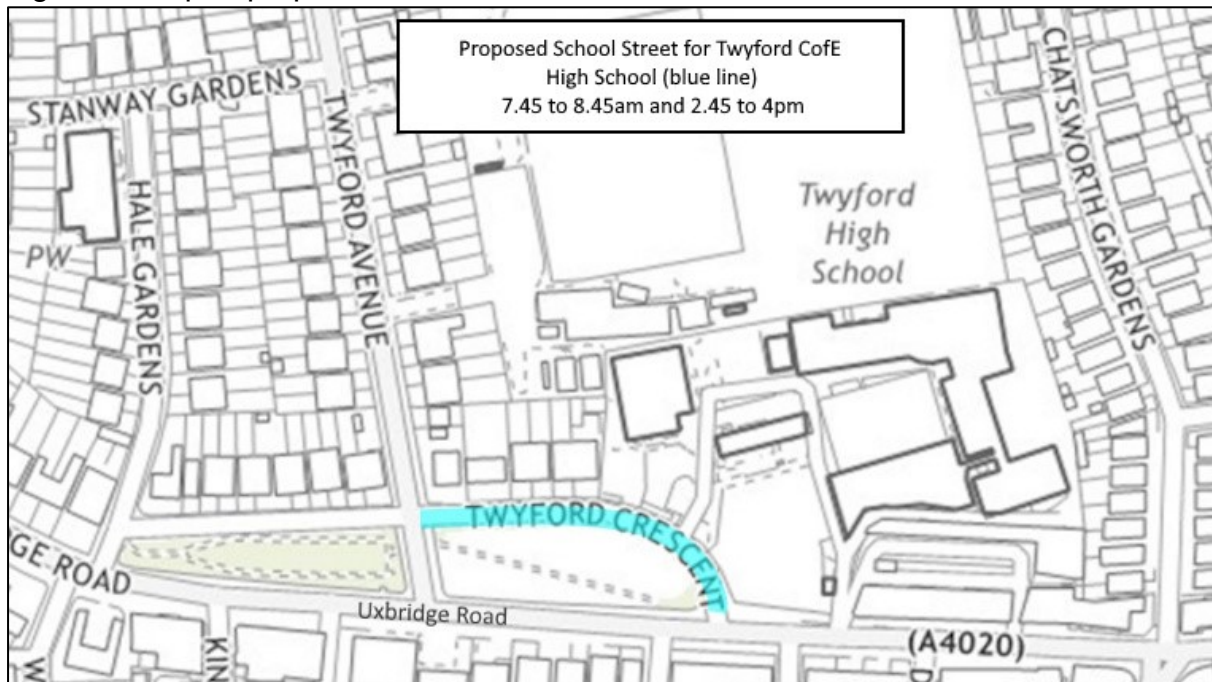 Proposed School Street for Twyford CofE
High School (blue line)
7.45 to 8.45am and 2.45 to 4pm
STANWAY GARDENS
TWYFORD AVENUE
CHATSWORTH GARDENS
HALE GARDENS
PW
Twyford
High
School
TWYFORD CRESCENT
GE ROAD
Uxbridge Road
(A4020)
W
KIN
D